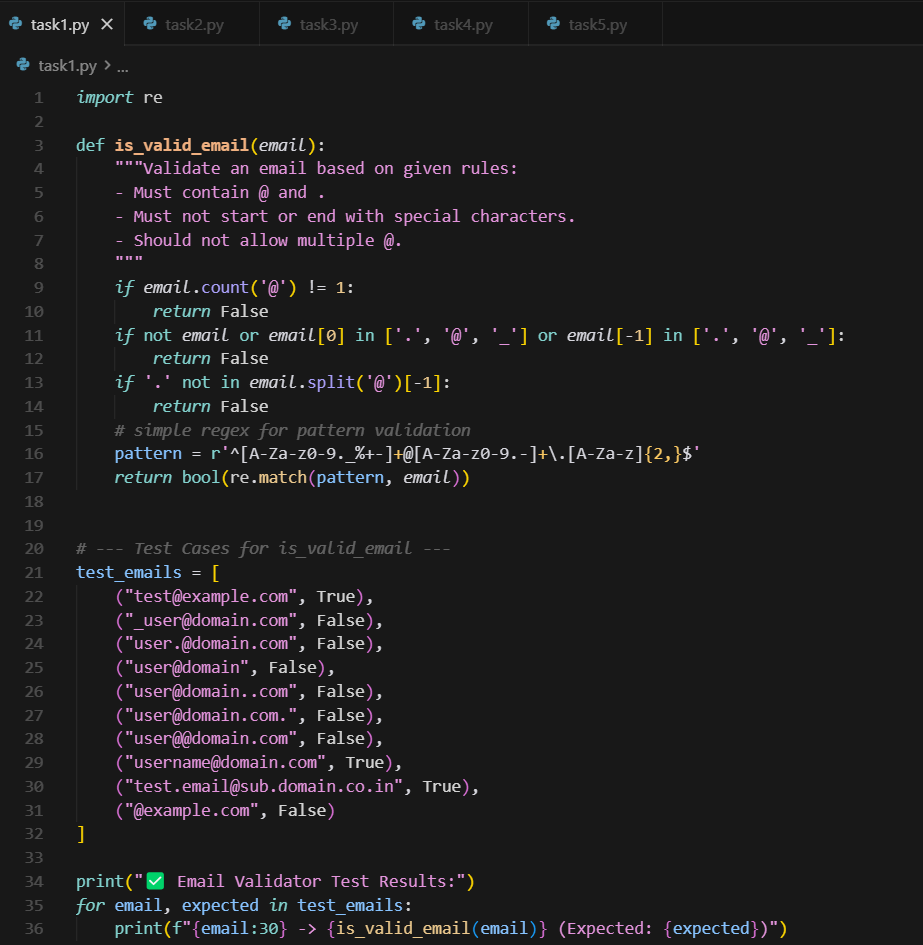 task1.py × task2.py task3.py task4.py task5.py
task1.py > ...
1 import re
2
3 def is_valid_email(email):
4     """Validate an email based on given rules:
5     - Must contain @ and .
6     - Must not start or end with special characters.
7     - Should not allow multiple @.
8     """
9     if email.count('@') != 1:
10         return False
11     if not email or email[0] in ['.', '@', '_'] or email[-1] in ['.', '@', '_']:
12         return False
13     if '.' not in email.split('@')[-1]:
14         return False
15     # simple regex for pattern validation
16     pattern = r'^[A-Za-z0-9._%+-]+@[A-Za-z0-9.-]+\.[A-Za-z]{2,}$'
17     return bool(re.match(pattern, email))
18
19
20 # --- Test Cases for is_valid_email ---
21 test_emails = [
22     ("test@example.com", True),
23     ("_user@domain.com", False),
24     ("user.@domain.com", False),
25     ("user@domain", False),
26     ("user@domain..com", False),
27     ("user@domain.com.", False),
28     ("user@@domain.com", False),
29     ("username@domain.com", True),
30     ("test.email@sub.domain.co.in", True),
31     ("@example.com", False)
32 ]
33
34 print("✅ Email Validator Test Results:")
35 for email, expected in test_emails:
36     print(f"{email:30} -> {is_valid_email(email)} (Expected: {expected})")